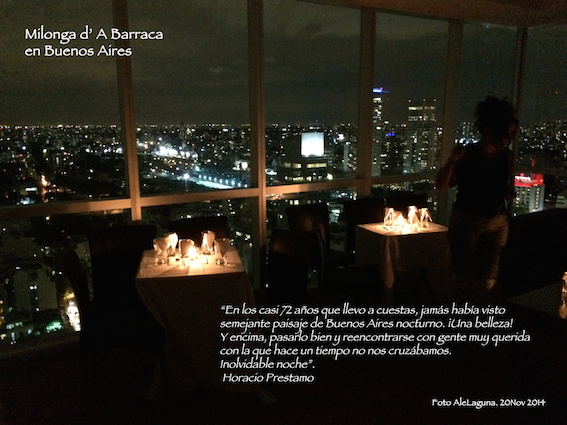 Milonga d' A Barraca
en Buenos Aires
"En los casi 72 años que llevo a cuestas, jamás había visto
semejante paisaje de Buenos Aires nocturno. ¡Una belleza!
Y encima, pasarlo bien y reencontrarse con gente muy querida
con la que hace un tiempo no nos cruzábamos.
Inolvidable noche".
Horacio Prestamo
Foto AleLaguna. 20Nov 2014